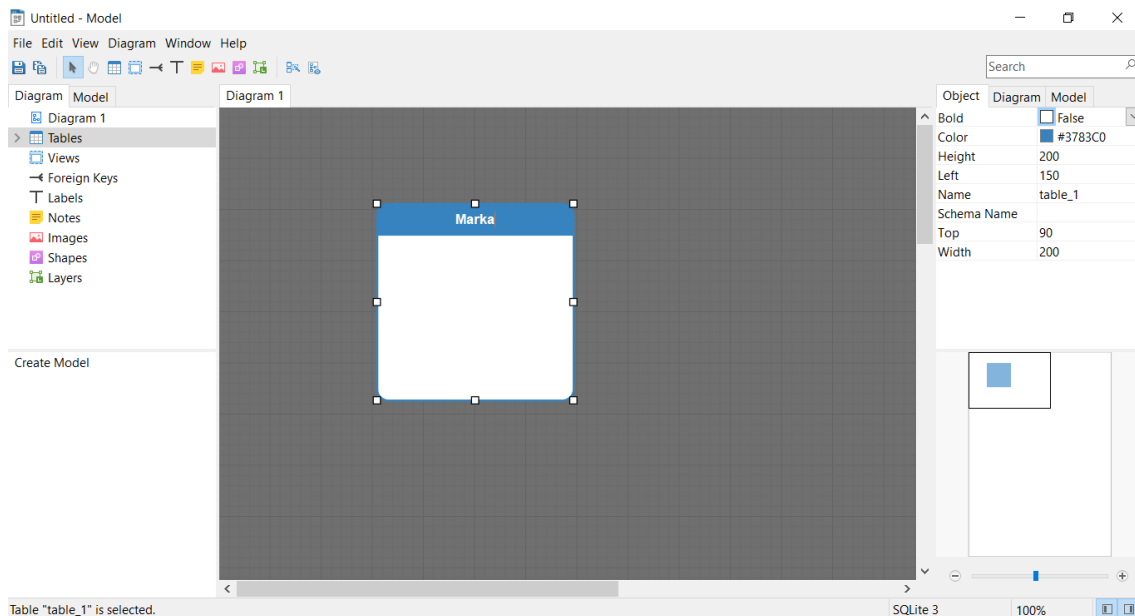 Untitled - Model
File Edit View Diagram Window Help
Search
Diagram Model
Diagram 1
Tables
Views
Foreign Keys
Labels
Notes
Images
Shapes
Layers
Create Model
Diagram 1
Marka
Object Diagram Model
Bold False
Color #3783C0
Height 200
Left 150
Name table_1
Schema Name
Top 90
Width 200
Table "table_1" is selected.
SQLite 3
100%